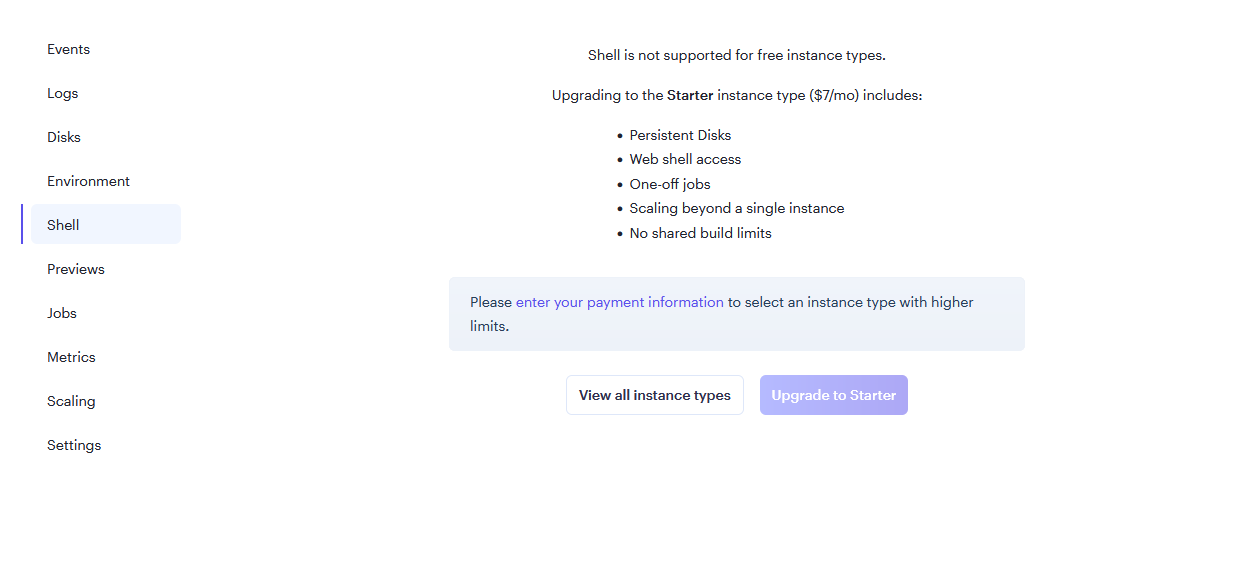 Events
Logs
Disks
Environment
Shell
Previews
Jobs
Metrics
Scaling
Settings
Shell is not supported for free instance types.
Upgrading to the Starter instance type ($7/mo) includes:
• Persistent Disks
• Web shell access
• One-off jobs
• Scaling beyond a single instance
• No shared build limits
Please enter your payment information to select an instance type with higher
limits.
View all instance types
Upgrade to Starter